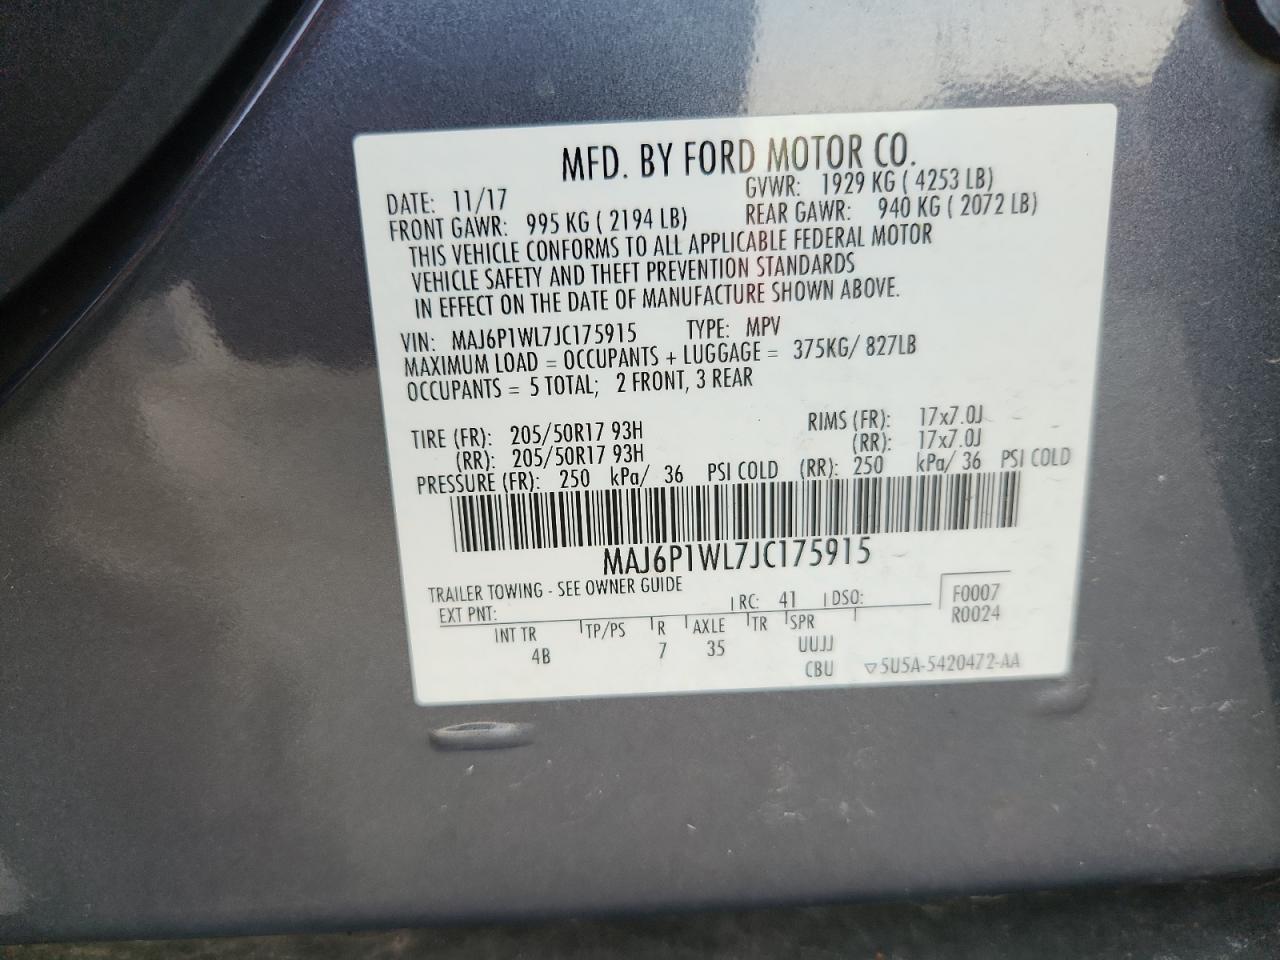 MFD. BY FORD MOTOR CO.
DATE: 11/17 GVWR: 1929 KG ( 4253 LB)
FRONT GAWR: 995 KG ( 2194 LB) REAR GAWR: 940 KG ( 2072 LB)
THIS VEHICLE CONFORMS TO ALL APPLICABLE FEDERAL MOTOR
VEHICLE SAFETY AND THEFT PREVENTION STANDARDS
IN EFFECT ON THE DATE OF MANUFACTURE SHOWN ABOVE.
VIN: MAJ6P1WL7JC175915 TYPE: MPV
MAXIMUM LOAD = OCCUPANTS + LUGGAGE = 375KG/ 827LB
OCCUPANTS = 5 TOTAL; 2 FRONT, 3 REAR
TIRE (FR): 205/50R17 93H RIMS (FR): 17x7.0J
(RR): 205/50R17 93H (RR): 17x7.0J
PRESSURE (FR): 250 kPa/ 36 PSI COLD (RR): 250 kPa/ 36 PSI COLD
MAJ6P1WL7JC175915
TRAILER TOWING - SEE OWNER GUIDE
EXT PNT: RC: 41 DSO: F0007
R0024
INT TR TP/PS R AXLE TR SPR
4B 7 35 UUJJ
CBU 5U5A-5420472-AA